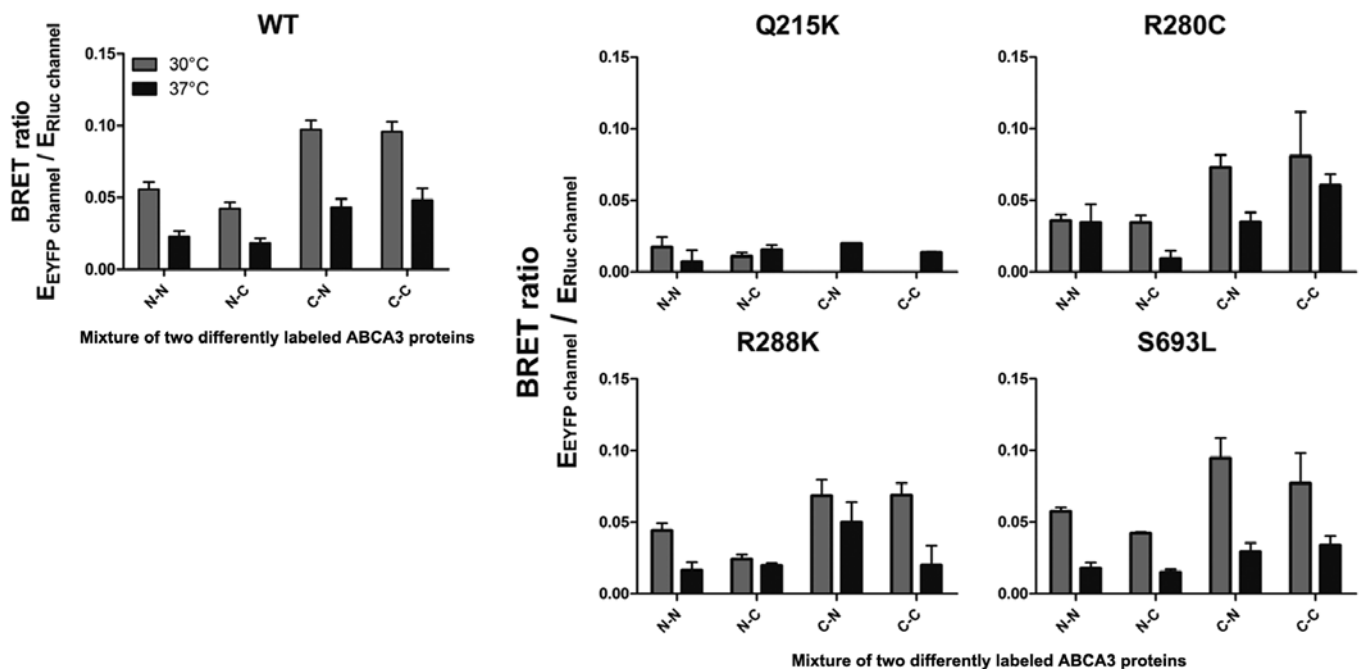 WT
0.15
0.10
0.05
0.00
30°C
37°C
BRET ratio
EEYFP channel / ERluc channel
N-N
N-C
C-N
C-C
Mixture of two differently labeled ABCA3 proteins
Q215K
0.15
0.10
0.05
0.00
N-N
N-C
C-N
C-C
R280C
0.15
0.10
0.05
0.00
N-N
N-C
C-N
C-C
BRET ratio
EEYFP channel / ERluc channel
R288K
0.15
0.10
0.05
0.00
N-N
N-C
C-N
C-C
S693L
0.15
0.10
0.05
0.00
N-N
N-C
C-N
C-C
Mixture of two differently labeled ABCA3 proteins